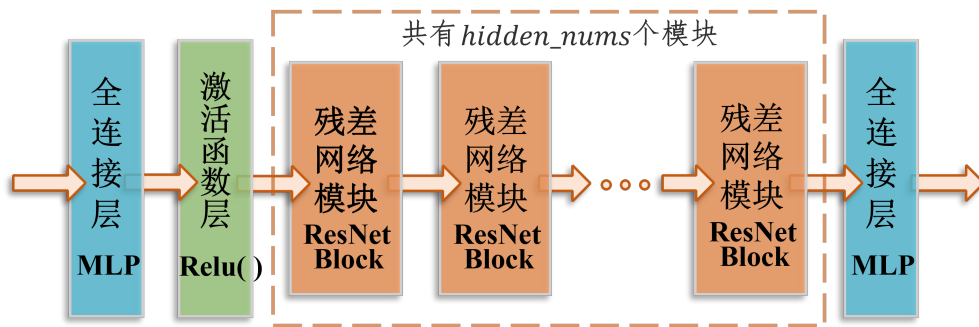 共有hidden_nums个模块
全连接层
MLP
激活函数层
Relu( )
残差
网络
模块
ResNet
Block
残差
网络
模块
ResNet
Block
残差
网络
模块
ResNet
Block
全连接层
MLP